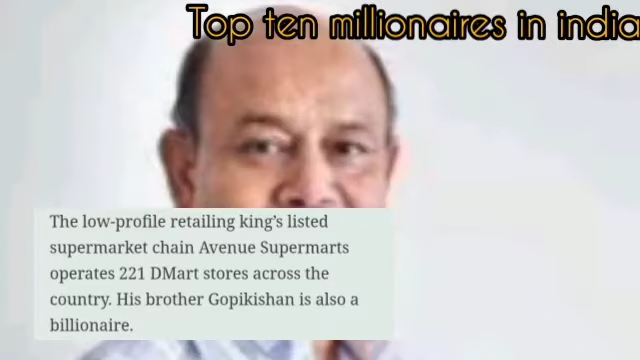 Top ten millionaires in india
The low-profile retailing king's listed
supermarket chain Avenue Supermarts
operates 221 DMart stores across the
country. His brother Gopikishan is also a
billionaire.